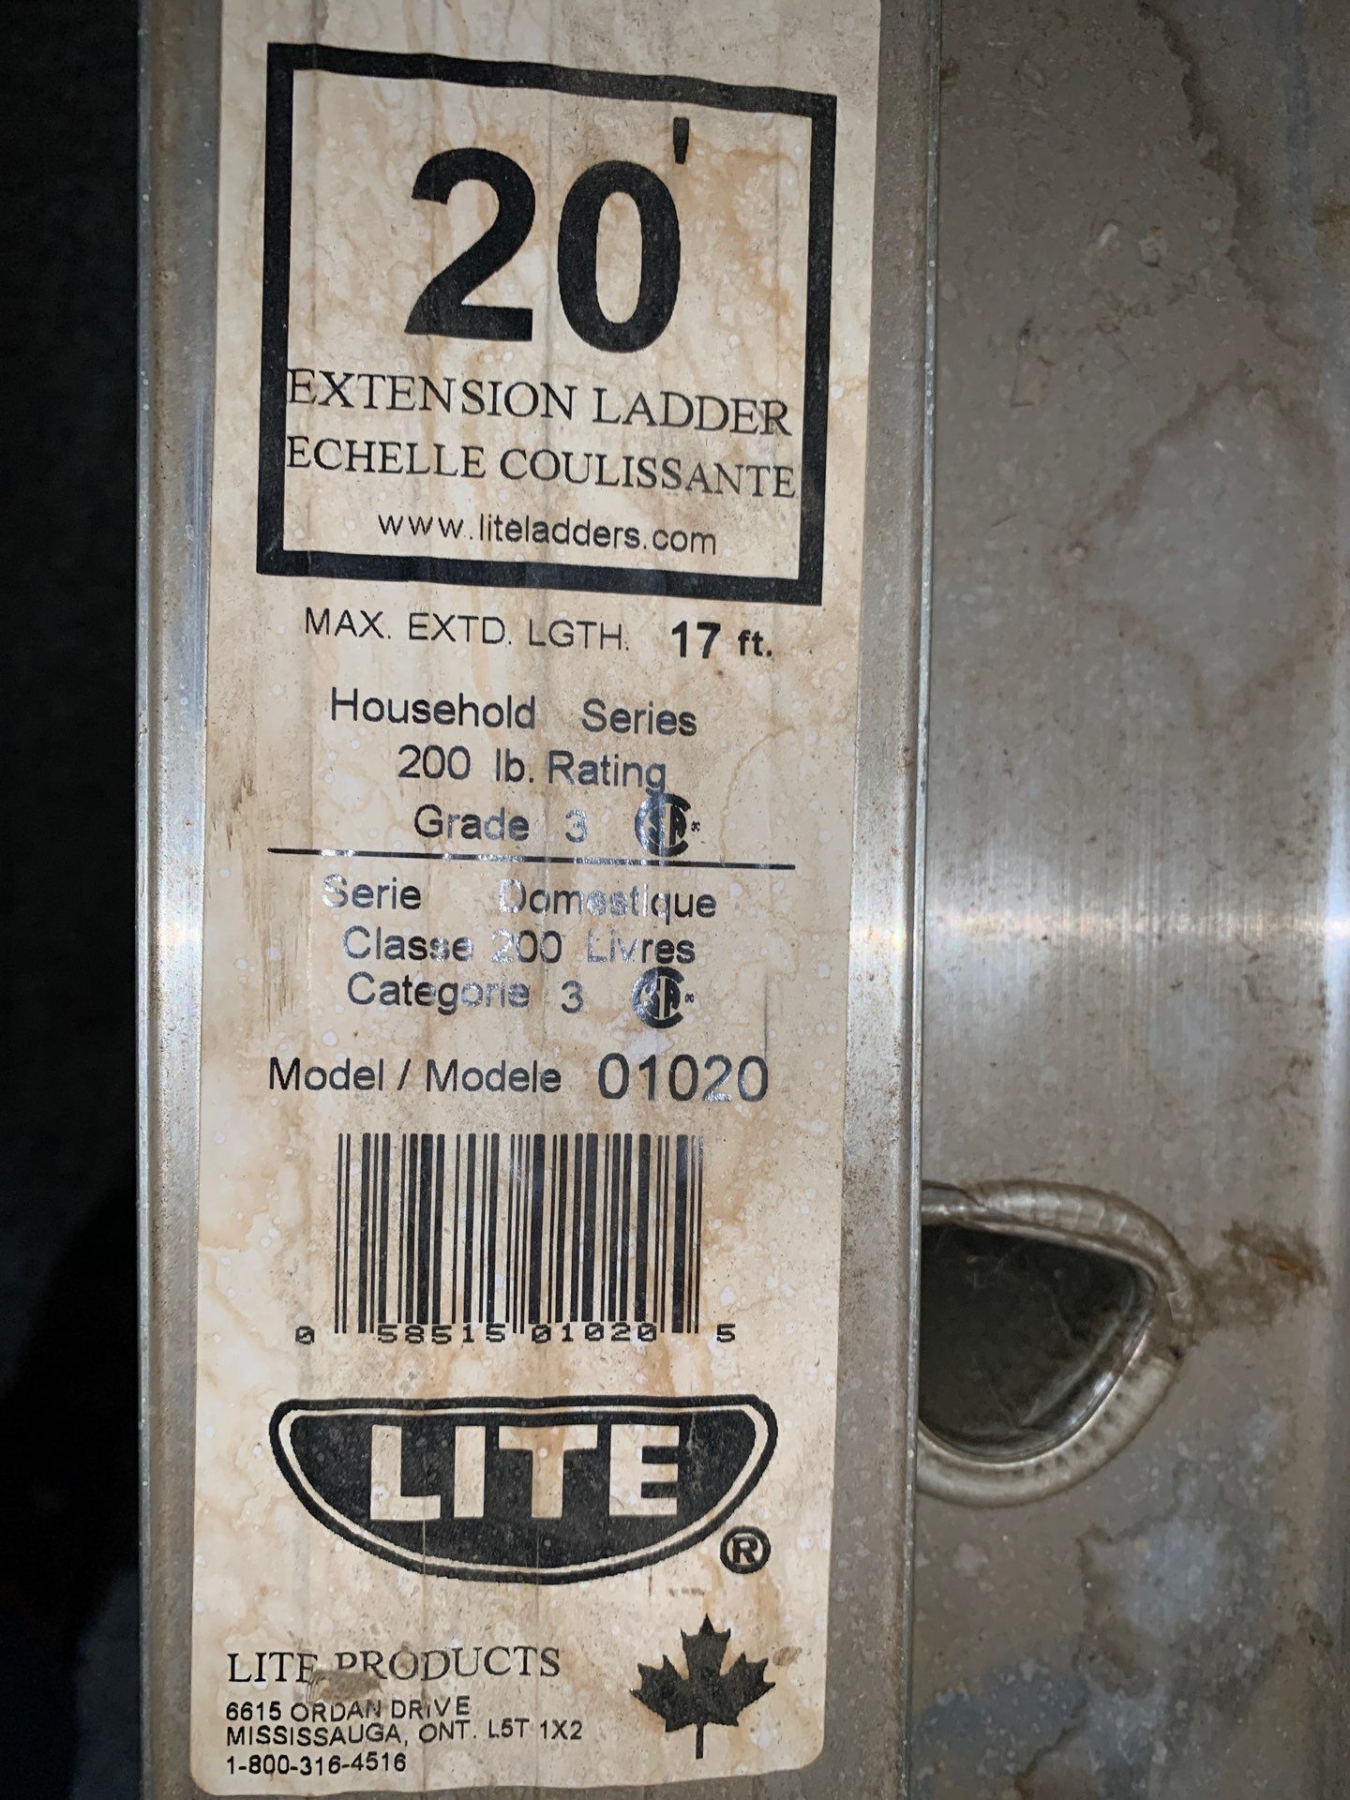 20'
EXTENSION LADDER
ECHELLE COULISSANTE
www.liteladders.com
MAX. EXTD. LGTH. 17 ft.
Household Series
200 lb. Rating
Grade 3 CSA
Serie Domestique
Classe 200 Livres
Categorie 3 CSA
Model / Modele 01020
0 58515 01020 5
LITE ®
LITE PRODUCTS
6615 ORDAN DRIVE
MISSISSAUGA, ONT. L5T 1X2
1-800-316-4516